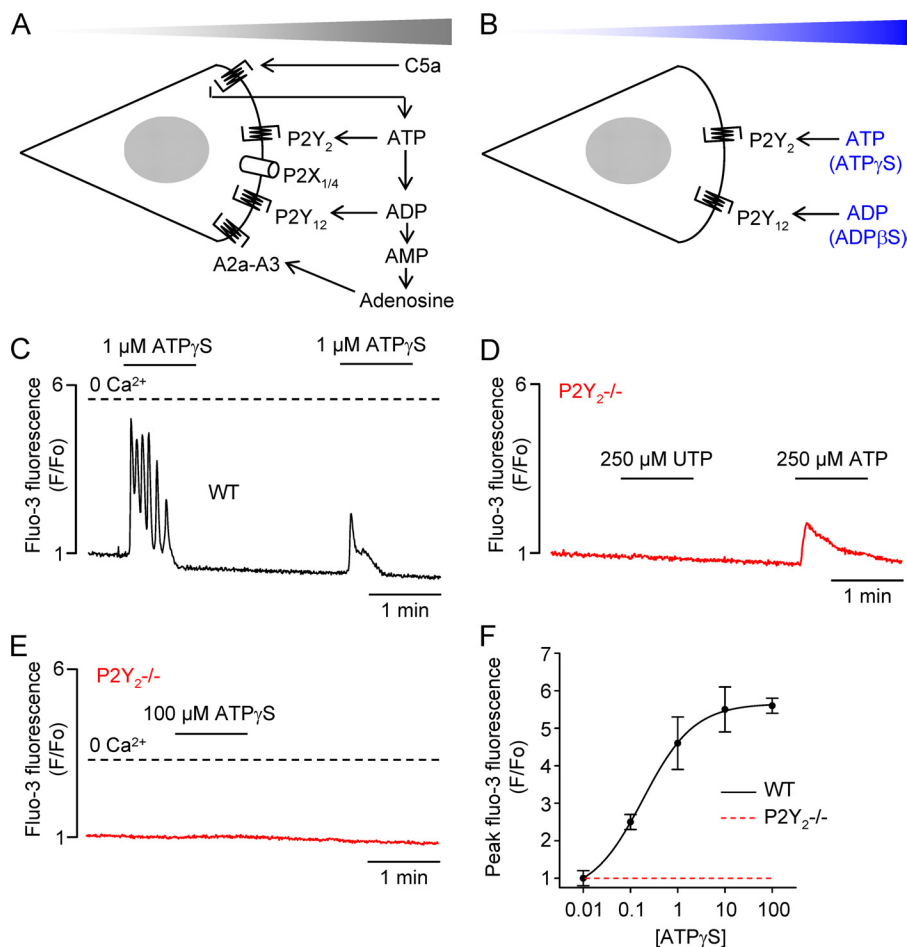 A
C5a
P2Y₂
ATP
P2X₁/₄
P2Y₁₂
ADP
AMP
A2a-A3
Adenosine
B
P2Y₂
ATP
(ATPγS)
P2Y₁₂
ADP
(ADPβS)
C
1 µM ATPγS
1 µM ATPγS
6
0 Ca²⁺
Fluo-3 fluorescence
(F/Fo)
WT
1
1 min
D
6
P2Y₂-/-
Fluo-3 fluorescence
(F/Fo)
250 µM UTP
250 µM ATP
1
1 min
E
6
P2Y₂-/-
Fluo-3 fluorescence
(F/Fo)
100 µM ATPγS
0 Ca²⁺
1
1 min
F
Peak fluo-3 fluorescence
(F/Fo)
7
6
5
4
3
2
1
WT
P2Y₂-/-
0.01 0.1 1 10 100
[ATPγS]